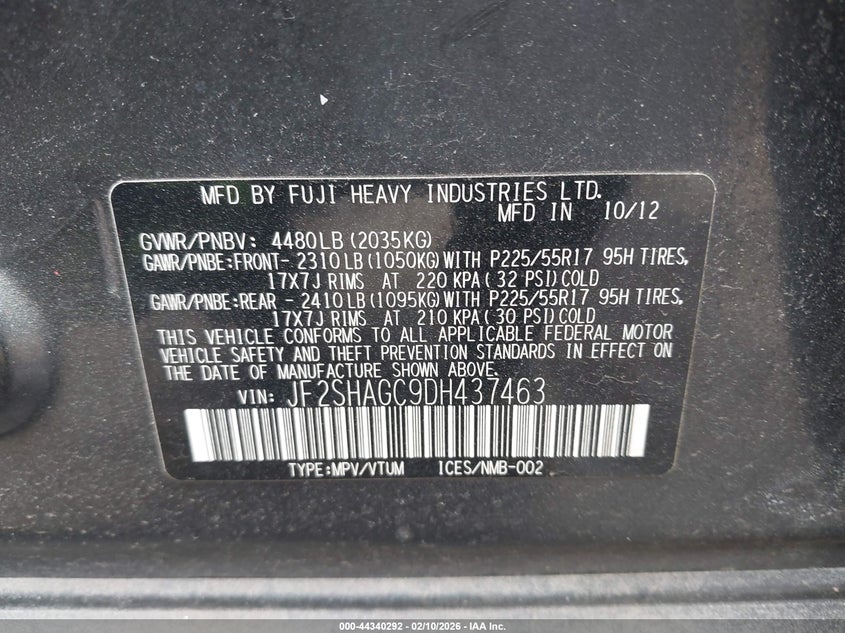 MFD BY FUJI HEAVY INDUSTRIES LTD.
MFD IN 10/12
GVWR/PNBV: 4480LB (2035KG)
GAWR/PNBE:FRONT- 2310LB (1050KG) WITH P225/55R17 95H TIRES,
17X7J RIMS AT 220 KPA ( 32 PSI) COLD
GAWR/PNBE:REAR - 2410LB (1095KG) WITH P225/55R17 95H TIRES,
17X7J RIMS AT 210 KPA ( 30 PSI) COLD
THIS VEHICLE CONFORMS TO ALL APPLICABLE FEDERAL MOTOR
VEHICLE SAFETY AND THEFT PREVENTION STANDARDS IN EFFECT ON
THE DATE OF MANUFACTURE SHOWN ABOVE.
VIN: JF2SHAGC9DH437463
TYPE:MPV/VTUM ICES/NMB-002
000-44340292 - 02/10/2026 - IAA Inc.